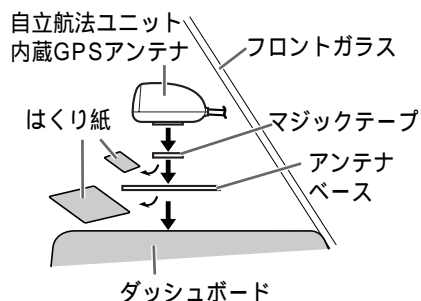 自立航法ユニット
内蔵GPSアンテナ
フロントガラス
はくり紙
マジックテープ
アンテナ
ベース
ダッシュボード